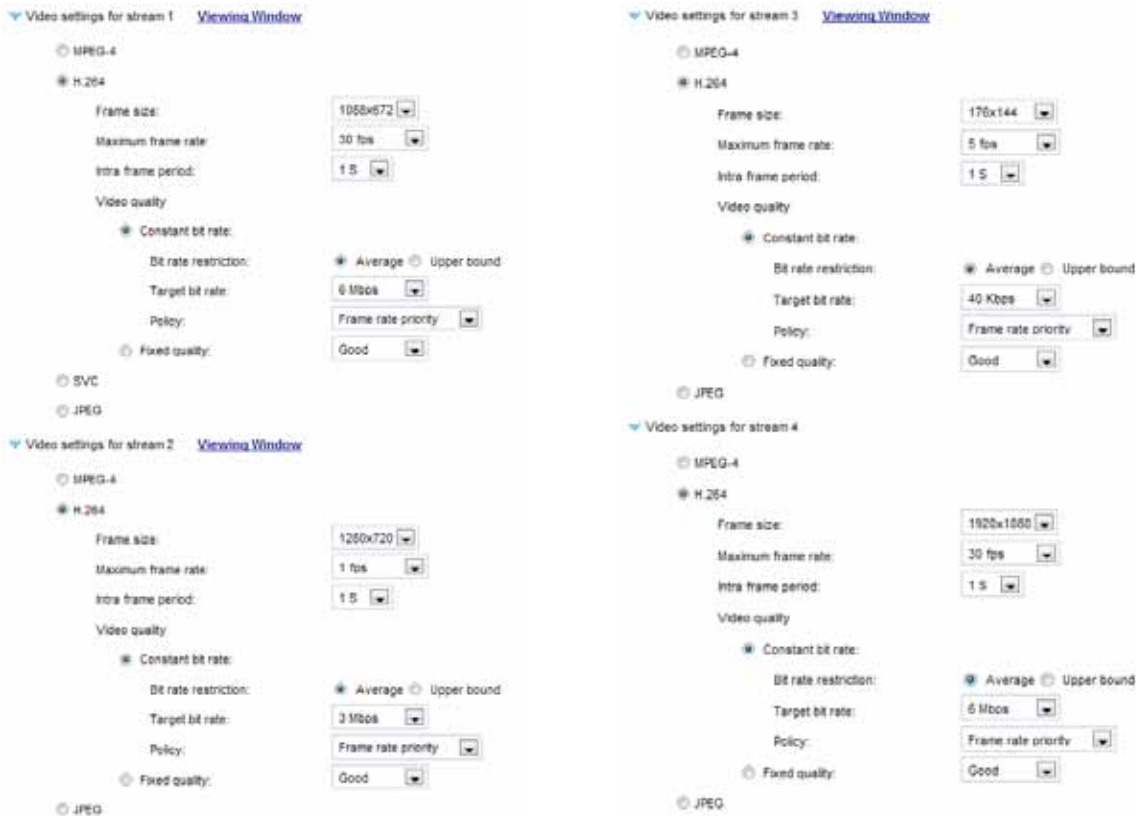 Video settings for stream 1 Viewing Window
MPEG-4
H.264
Frame size: 1058x672
Maximum frame rate: 30 fps
Intra frame period: 1 S
Video quality
Constant bit rate:
Bit rate restriction: Average Upper bound
Target bit rate: 6 Mbps
Policy: Frame rate priority
Fixed quality: Good
SVC
JPEG
Video settings for stream 2 Viewing Window
MPEG-4
H.264
Frame size: 1280x720
Maximum frame rate: 1 fps
Intra frame period: 1 S
Video quality
Constant bit rate:
Bit rate restriction: Average Upper bound
Target bit rate: 3 Mbps
Policy: Frame rate priority
Fixed quality: Good
JPEG
Video settings for stream 3 Viewing Window
MPEG-4
H.264
Frame size: 176x144
Maximum frame rate: 5 fps
Intra frame period: 1 S
Video quality
Constant bit rate:
Bit rate restriction: Average Upper bound
Target bit rate: 40 Kbps
Policy: Frame rate priority
Fixed quality: Good
JPEG
Video settings for stream 4
MPEG-4
H.264
Frame size: 1920x1080
Maximum frame rate: 30 fps
Intra frame period: 1 S
Video quality
Constant bit rate:
Bit rate restriction: Average Upper bound
Target bit rate: 6 Mbps
Policy: Frame rate priority
Fixed quality: Good
JPEG